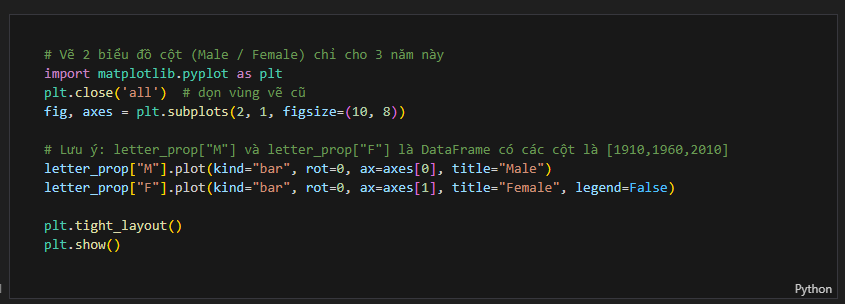 # Vẽ 2 biểu đồ cột (Male / Female) chỉ cho 3 năm này
import matplotlib.pyplot as plt
plt.close('all')  # dọn vùng vẽ cũ
fig, axes = plt.subplots(2, 1, figsize=(10, 8))
# Lưu ý: letter_prop["M"] và letter_prop["F"] là DataFrame có các cột là [1910,1960,2010]
letter_prop["M"].plot(kind="bar", rot=0, ax=axes[0], title="Male")
letter_prop["F"].plot(kind="bar", rot=0, ax=axes[1], title="Female", legend=False)
plt.tight_layout()
plt.show()
Python